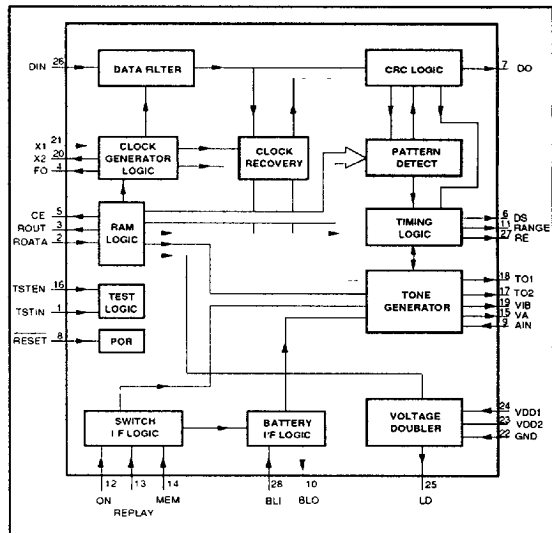 DIN 26
DATA FILTER
CRC LOGIC
7 DO
X1 21
X2 20
FO 4
CLOCK
GENERATOR
LOGIC
CLOCK
RECOVERY
PATTERN
DETECT
CE 5
ROUT 3
RDATA 2
RAM
LOGIC
TIMING
LOGIC
6 DS
11 RANGE
27 RE
TSTEN 16
TSTIN 1
TEST
LOGIC
TONE
GENERATOR
18 TO1
17 TO2
19 VIB
15 VA
9 AIN
RESET 8
POR
SWITCH
I F LOGIC
BATTERY
I/F LOGIC
VOLTAGE
DOUBLER
24 VDD1
23 VDD2
22 GND
12 13 14 28 10 25
ON MEM BLI BLO LD
REPLAY